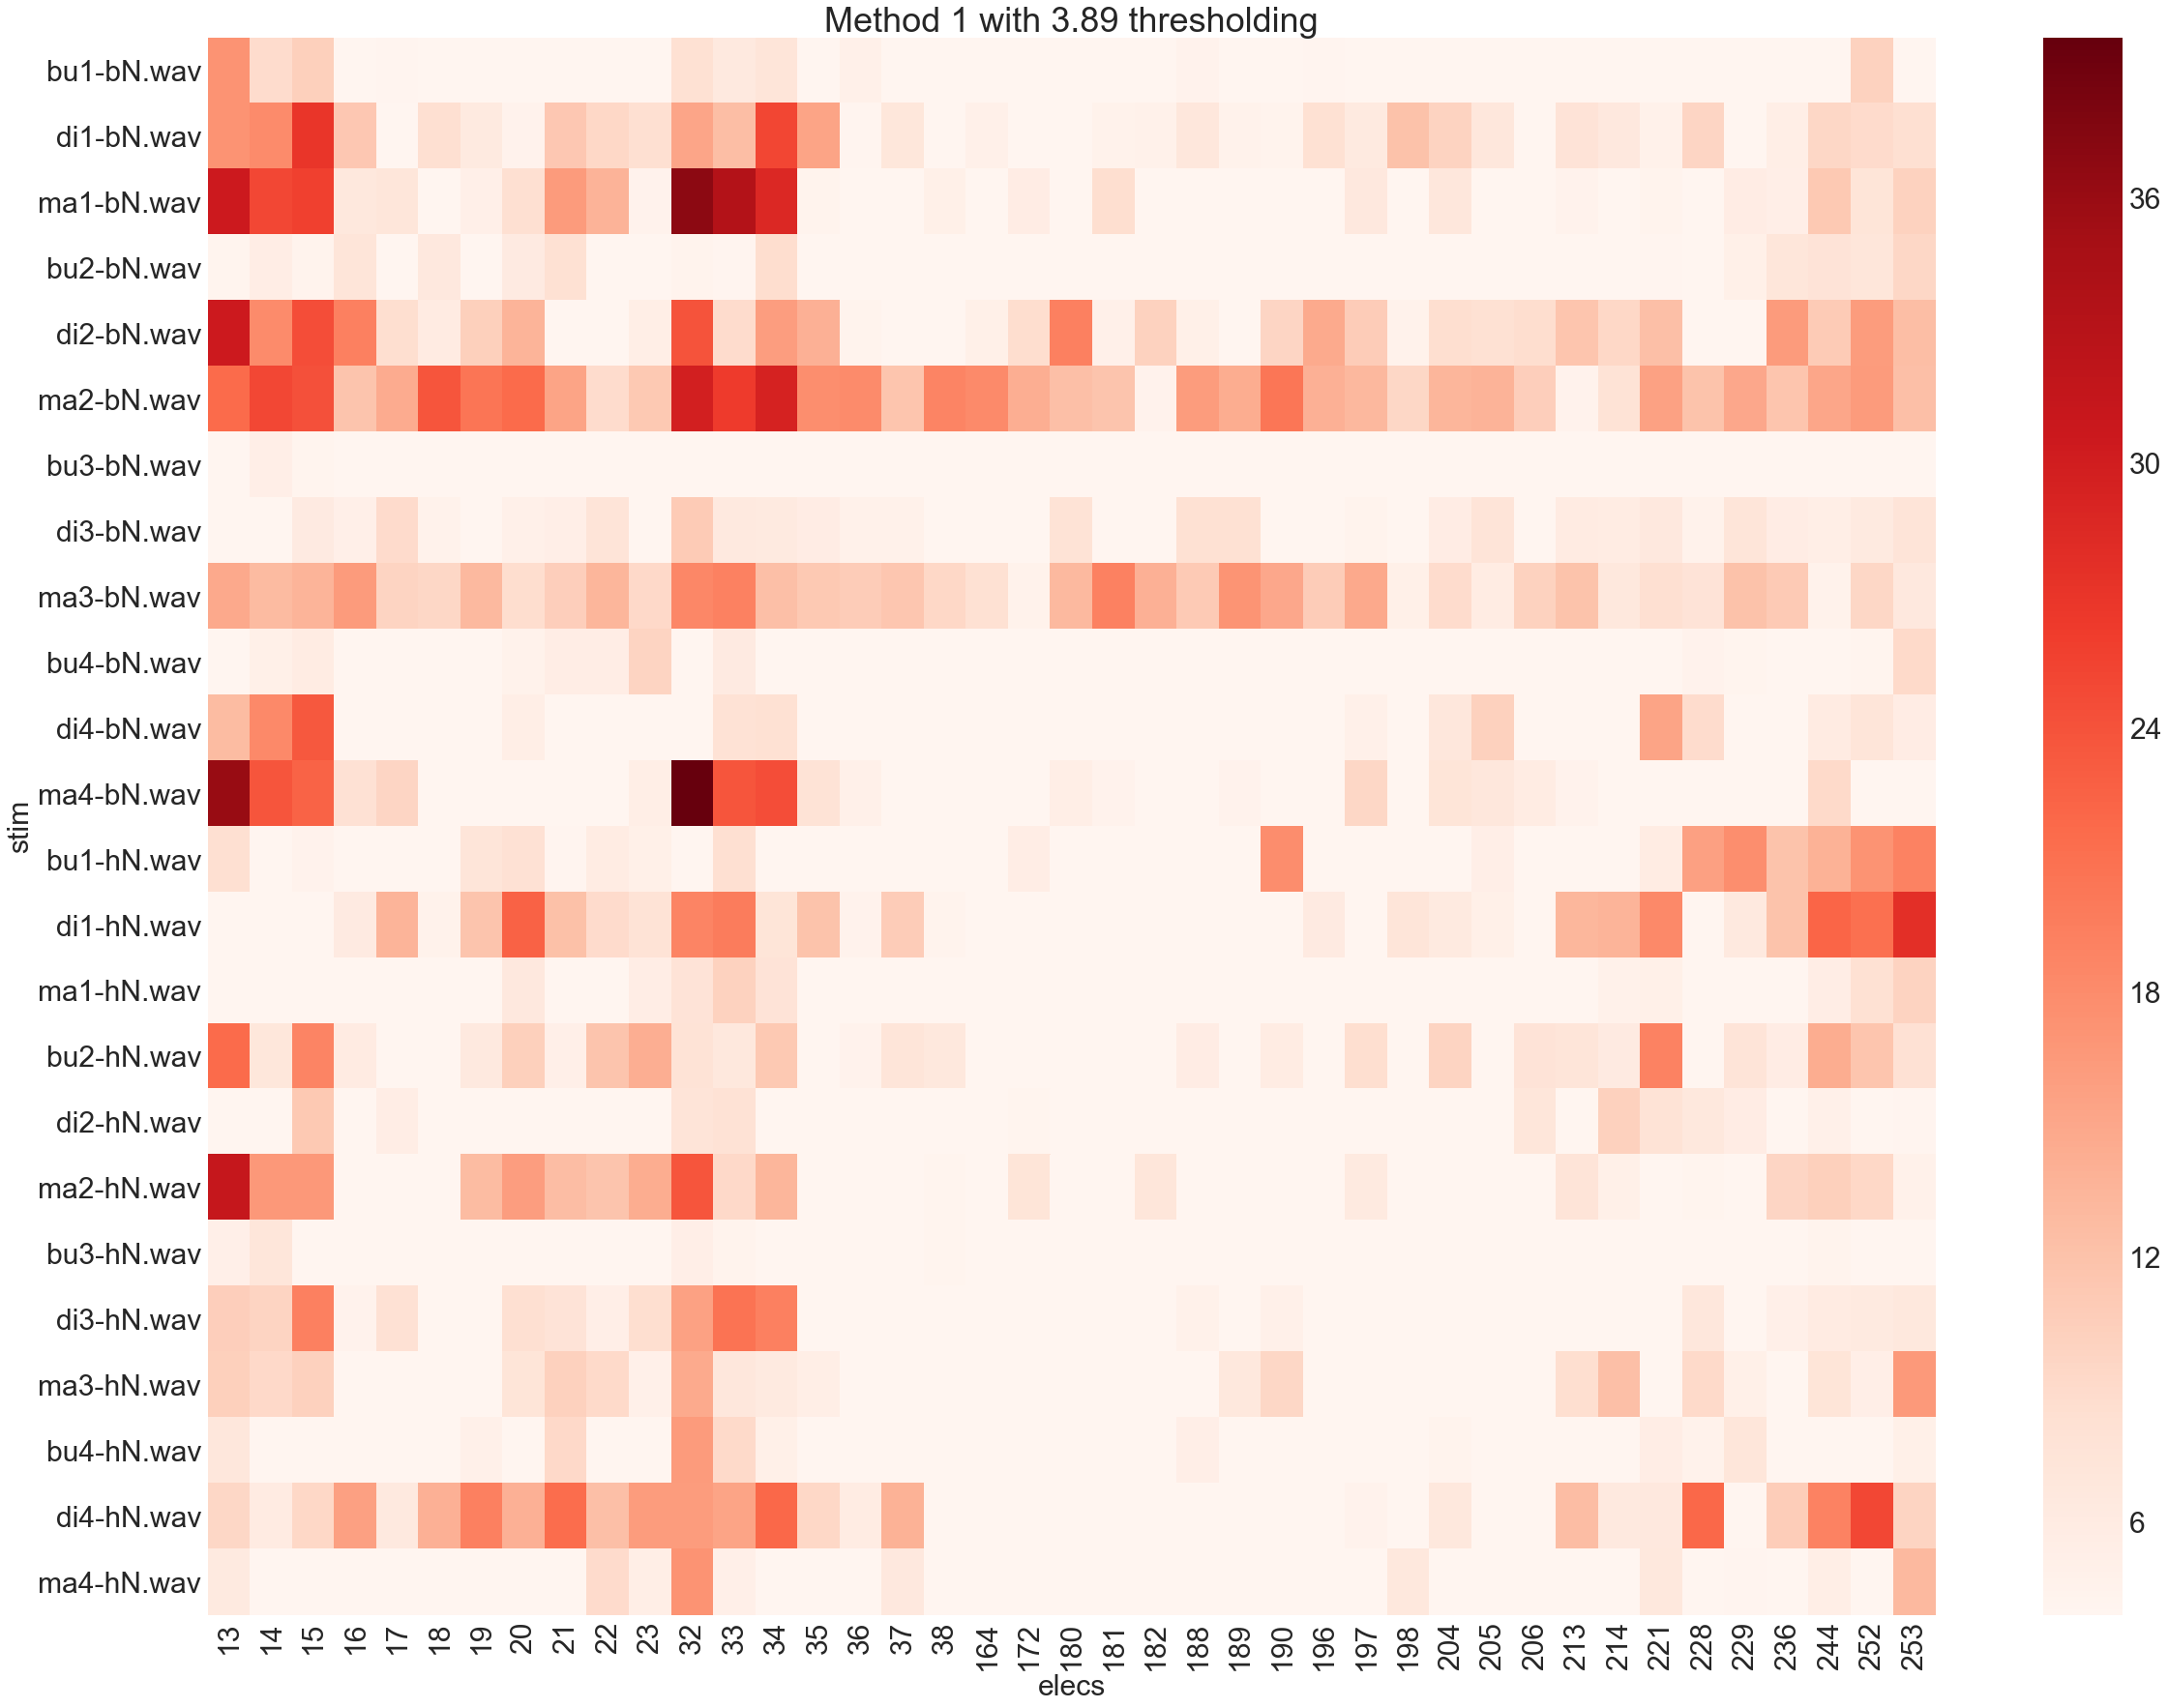 Method 1 with 3.89 thresholding
bu1-bN.wav
di1-bN.wav
ma1-bN.wav
bu2-bN.wav
di2-bN.wav
ma2-bN.wav
bu3-bN.wav
di3-bN.wav
ma3-bN.wav
bu4-bN.wav
di4-bN.wav
ma4-bN.wav
bu1-hN.wav
di1-hN.wav
ma1-hN.wav
bu2-hN.wav
di2-hN.wav
ma2-hN.wav
bu3-hN.wav
di3-hN.wav
ma3-hN.wav
bu4-hN.wav
di4-hN.wav
ma4-hN.wav
stim
13 14 15 16 17 18 19 20 21 22 23 32 33 34 35 36 37 38 164 172 180 181 182 188 189 190 196 197 198 204 205 206 213 214 221 228 229 236 244 252 253
elecs
36
30
24
18
12
6